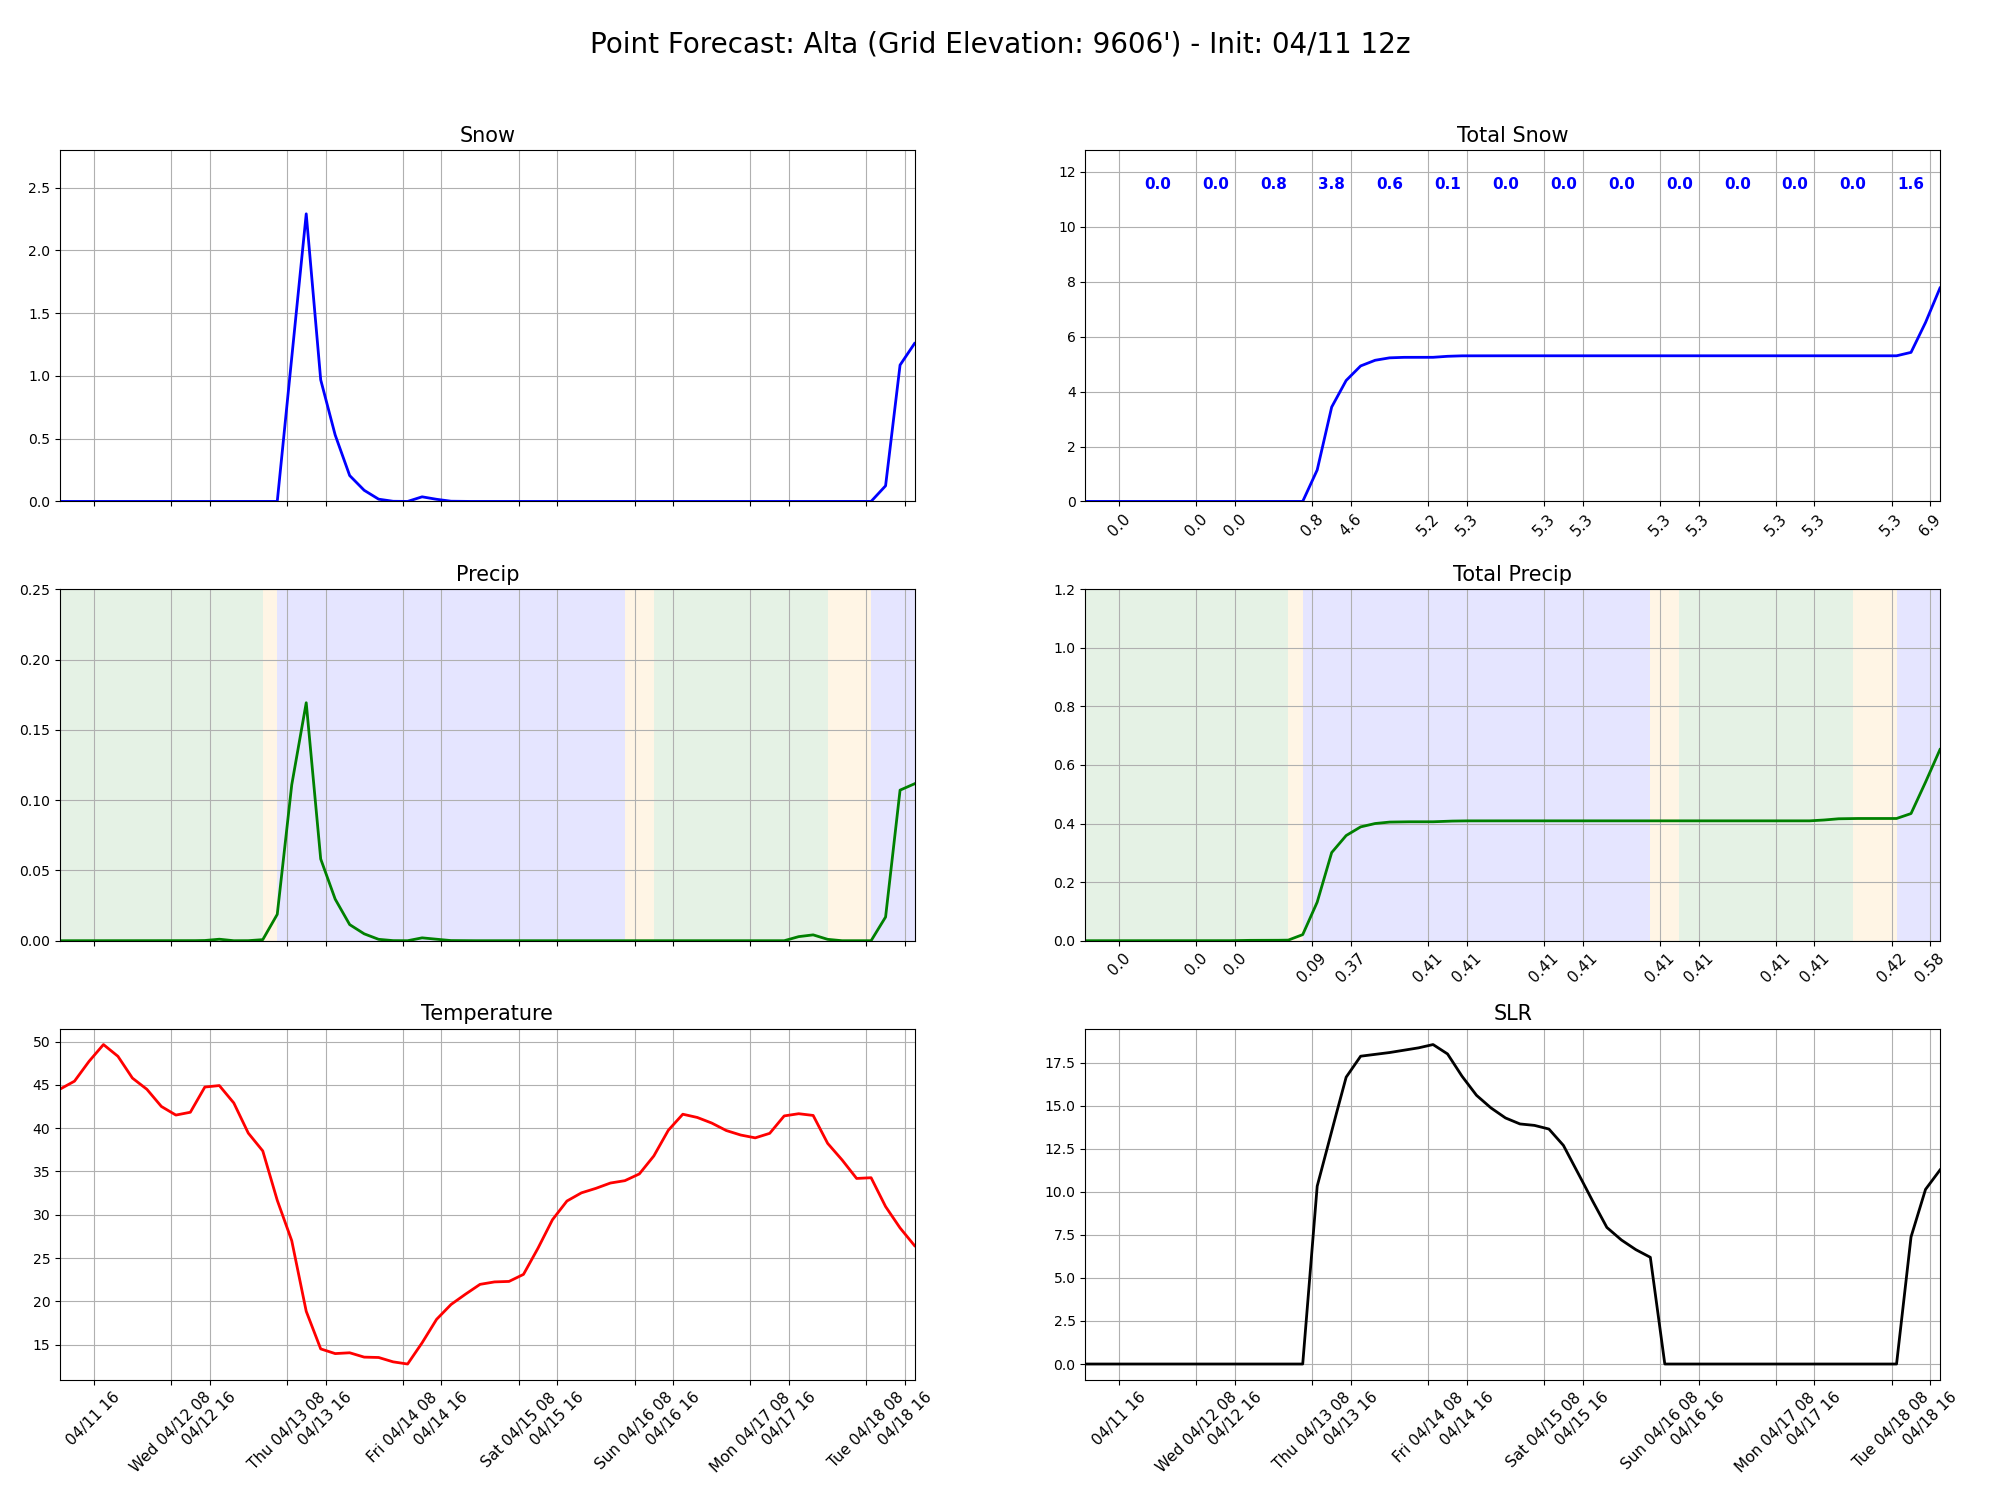 Point Forecast: Alta (Grid Elevation: 9606') - Init: 04/11 12z
Snow
2.5
2.0
1.5
1.0
0.5
0.0
Total Snow
12
10
8
6
4
2
0
0.0 0.0 0.8 3.8 0.6 0.1 0.0 0.0 0.0 0.0 0.0 0.0 0.0 1.6
0.0 0.0 0.0 0.8 4.6 5.2 5.3 5.3 5.3 5.3 5.3 5.3 5.3 5.3 6.9
Precip
0.25
0.20
0.15
0.10
0.05
0.00
Total Precip
1.2
1.0
0.8
0.6
0.4
0.2
0.0
0.0 0.0 0.0 0.09 0.37 0.41 0.41 0.41 0.41 0.41 0.41 0.41 0.41 0.42 0.58
Temperature
50
45
40
35
30
25
20
15
04/11 16
Wed 04/12 08
04/12 16
Thu 04/13 08
04/13 16
Fri 04/14 08
04/14 16
Sat 04/15 08
04/15 16
Sun 04/16 08
04/16 16
Mon 04/17 08
04/17 16
Tue 04/18 08
04/18 16
SLR
17.5
15.0
12.5
10.0
7.5
5.0
2.5
0.0
04/11 16
Wed 04/12 08
04/12 16
Thu 04/13 08
04/13 16
Fri 04/14 08
04/14 16
Sat 04/15 08
04/15 16
Sun 04/16 08
04/16 16
Mon 04/17 08
04/17 16
Tue 04/18 08
04/18 16